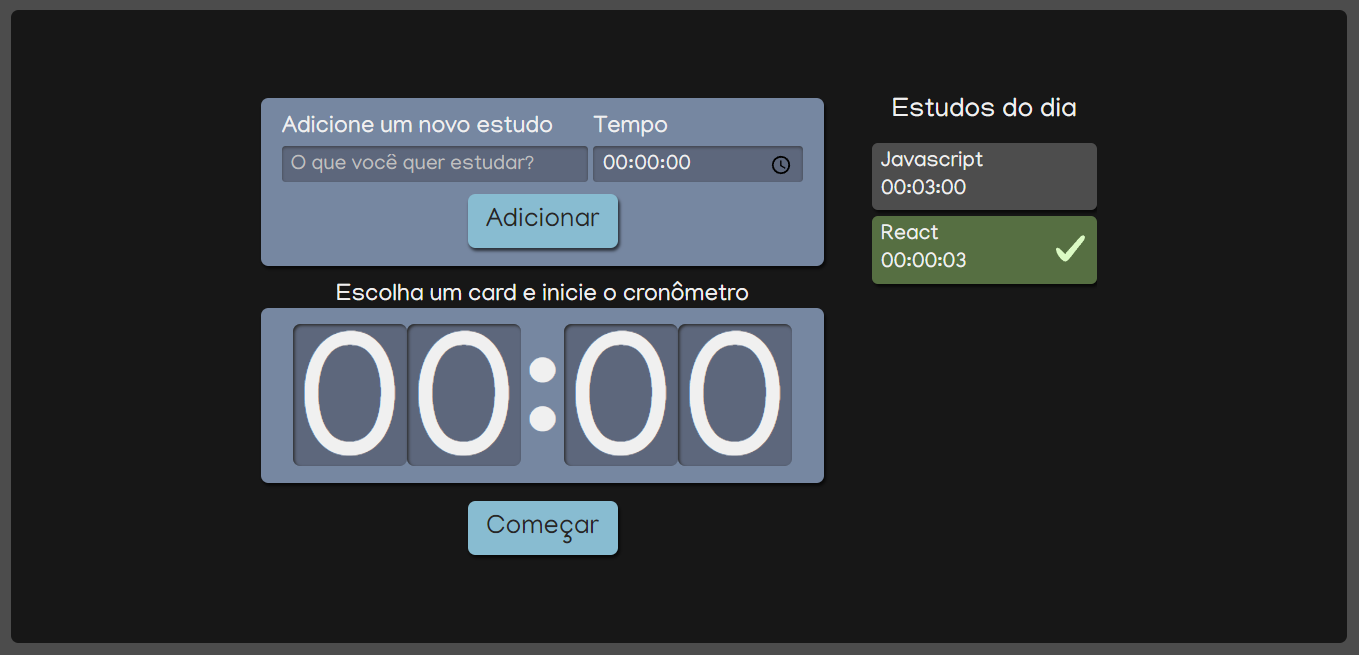 Adicione um novo estudo
Tempo
O que você quer estudar?
00:00:00
Adicionar
Escolha um card e inicie o cronômetro
00:00
Começar
Estudos do dia
Javascript
00:03:00
React
00:00:03